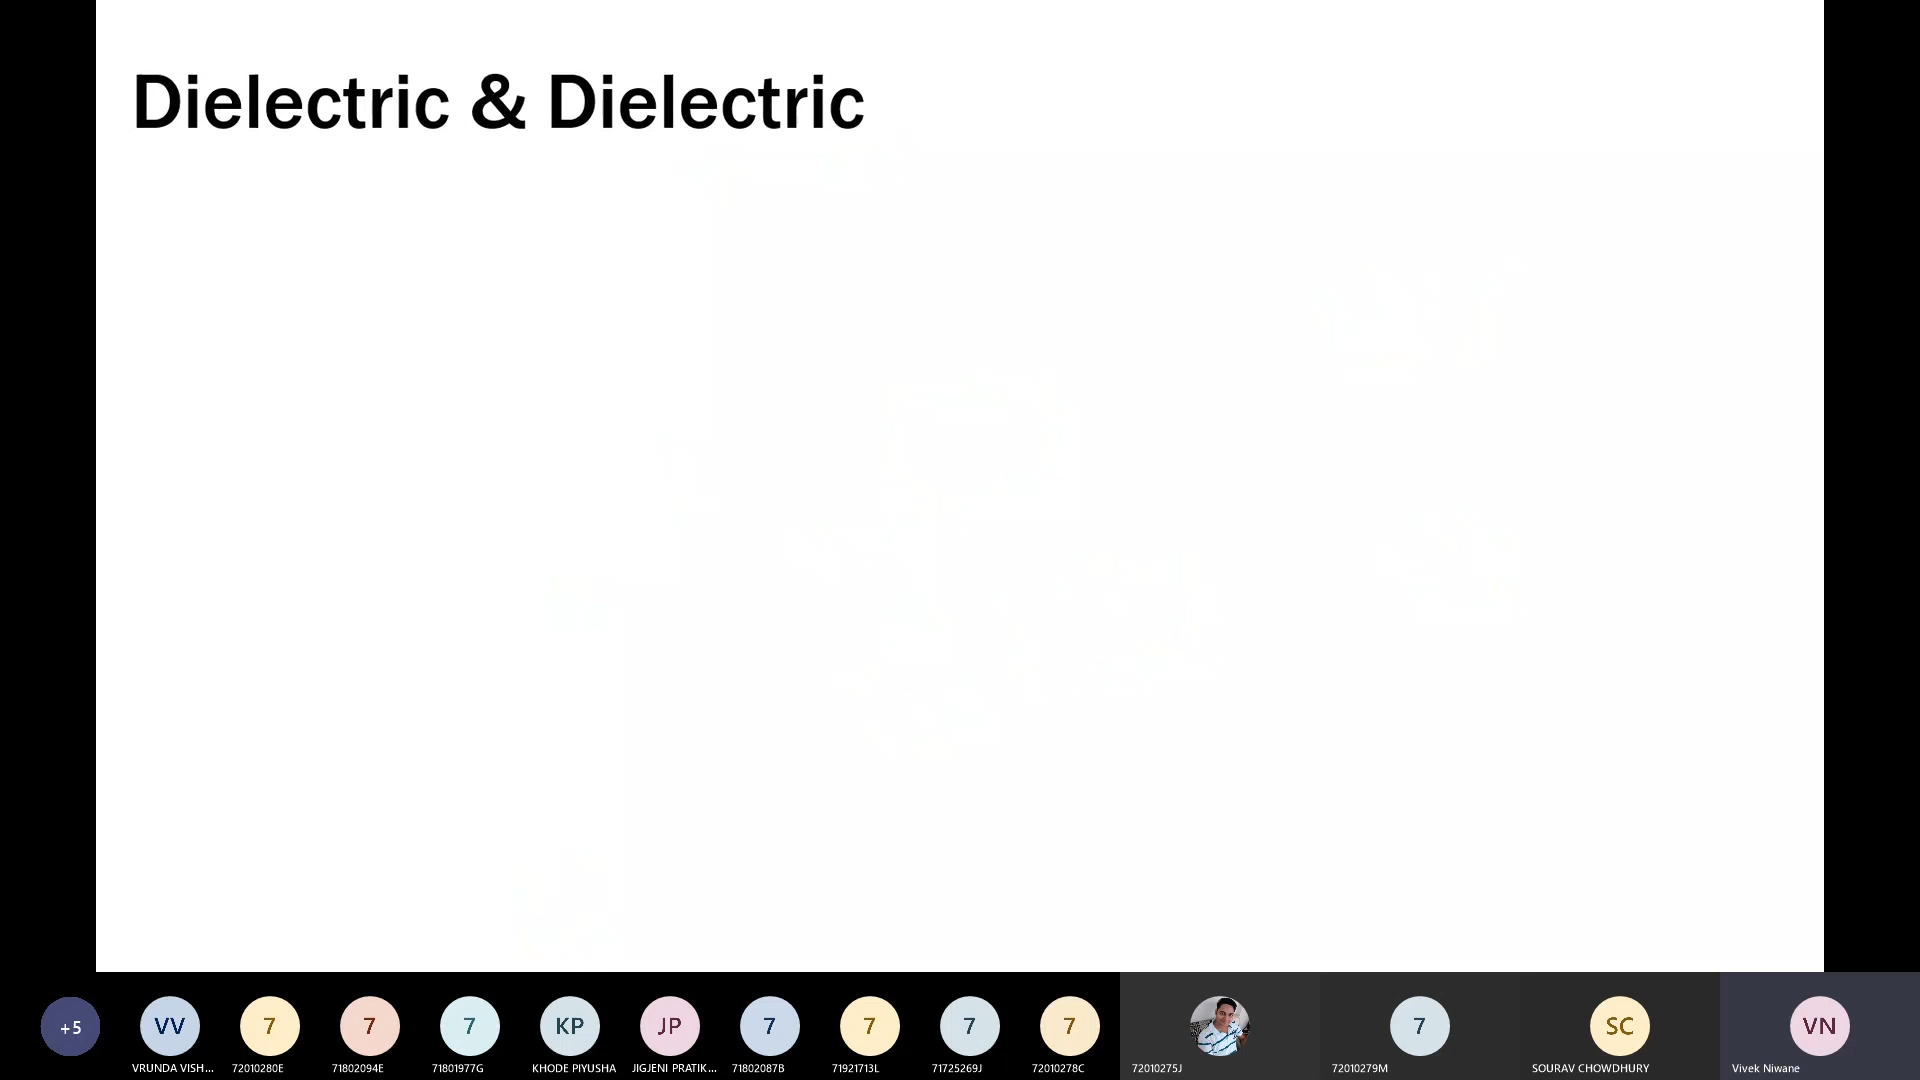 Dielectric & Dielectric
+5
VV
7
7
7
KP
JP
7
7
7
7
7
SC
VN
VRUNDA VISH...
72010280E
71802094E
71801977G
KHODE PIYUSHA
JIGJENI PRATIK...
71802087B
71921713L
71725269J
72010278C
72010275J
72010279M
SOURAV CHOWDHURY
Vivek Niwane